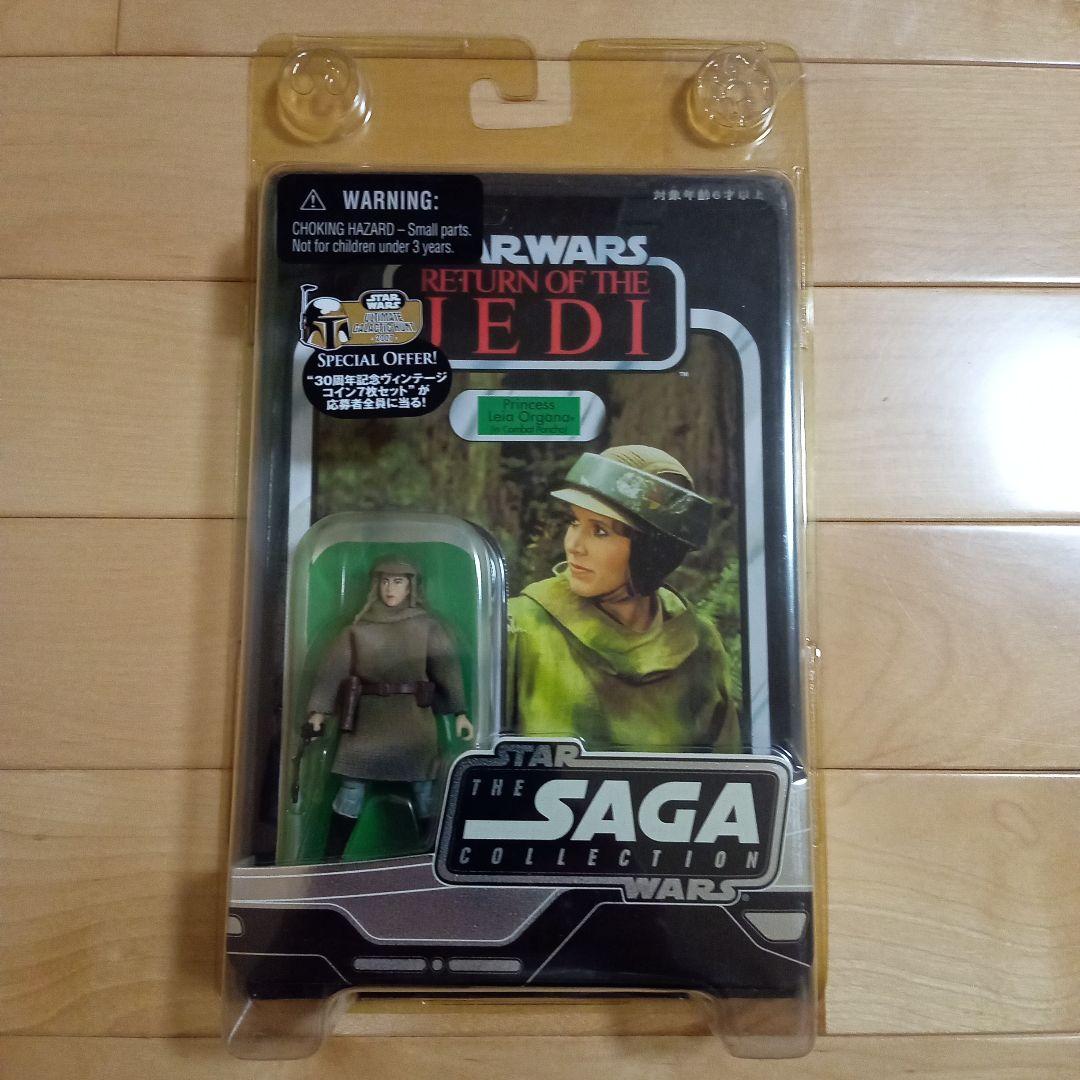 WARNING:
CHOKING HAZARD – Small parts.
Not for children under 3 years.
対象年齢6才以上
ARWARS
RETURN OF THE
JEDI
TM
STAR
WARS
ULTIMATE
GALACTIC HUNT
2007
SPECIAL OFFER!
"30周年記念ヴィンテージ
コイン7枚セット"が
応募者全員に当る!
Princess
Leia Organa
(in Combat Poncho)
STAR
THE
SAGA
COLLECTION
WARS®